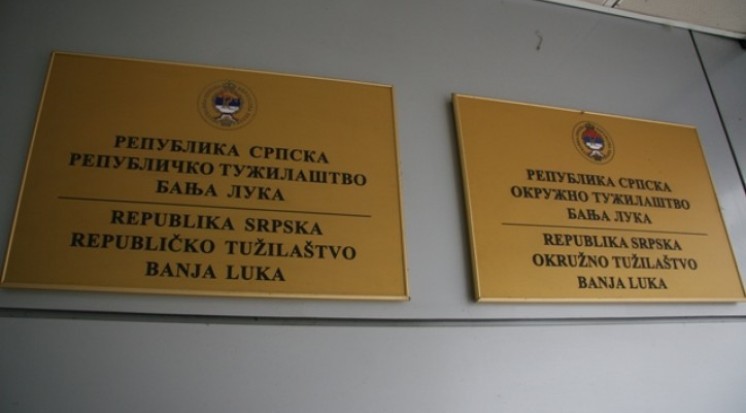 РЕПУБЛИКА СРПСКА
РЕПУБЛИЧКО ТУЖИЛАШТВО
БАЊА ЛУКА
REPUBLIKA SRPSKA
REPUBLIČKO TUŽILAŠTVO
BANJA LUKA
РЕПУБЛИКА СРПСКА
ОКРУЖНО ТУЖИЛАШТВО
БАЊА ЛУКА
REPUBLIKA SRPSKA
OKRUŽNO TUŽILAŠTVO
BANJA LUKA